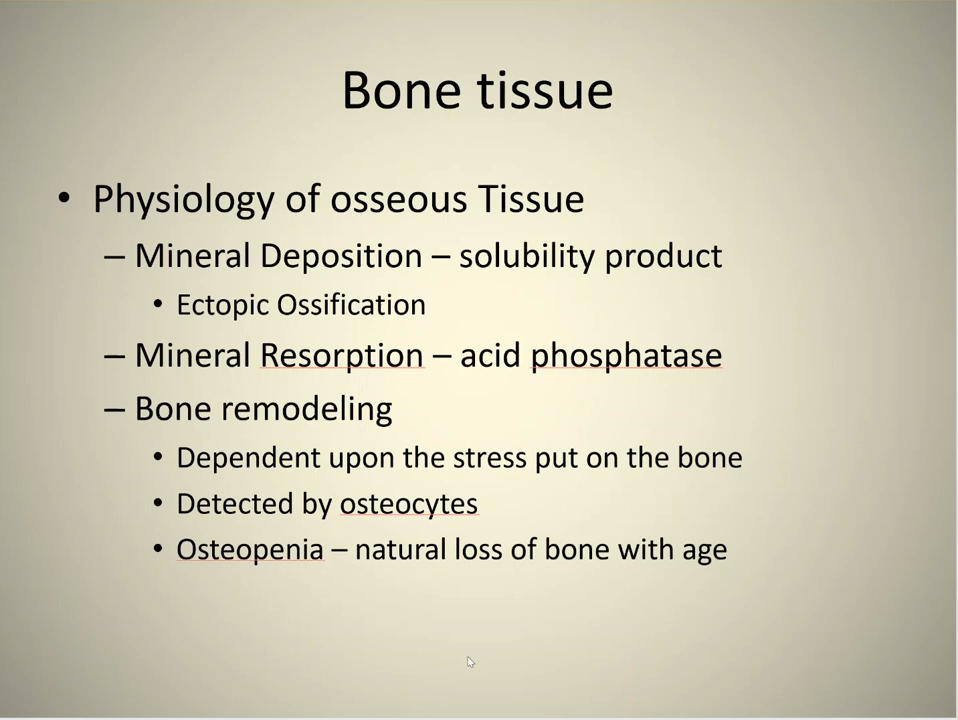 Bone tissue
• Physiology of osseous Tissue
– Mineral Deposition – solubility product
• Ectopic Ossification
– Mineral Resorption – acid phosphatase
– Bone remodeling
• Dependent upon the stress put on the bone
• Detected by osteocytes
• Osteopenia – natural loss of bone with age